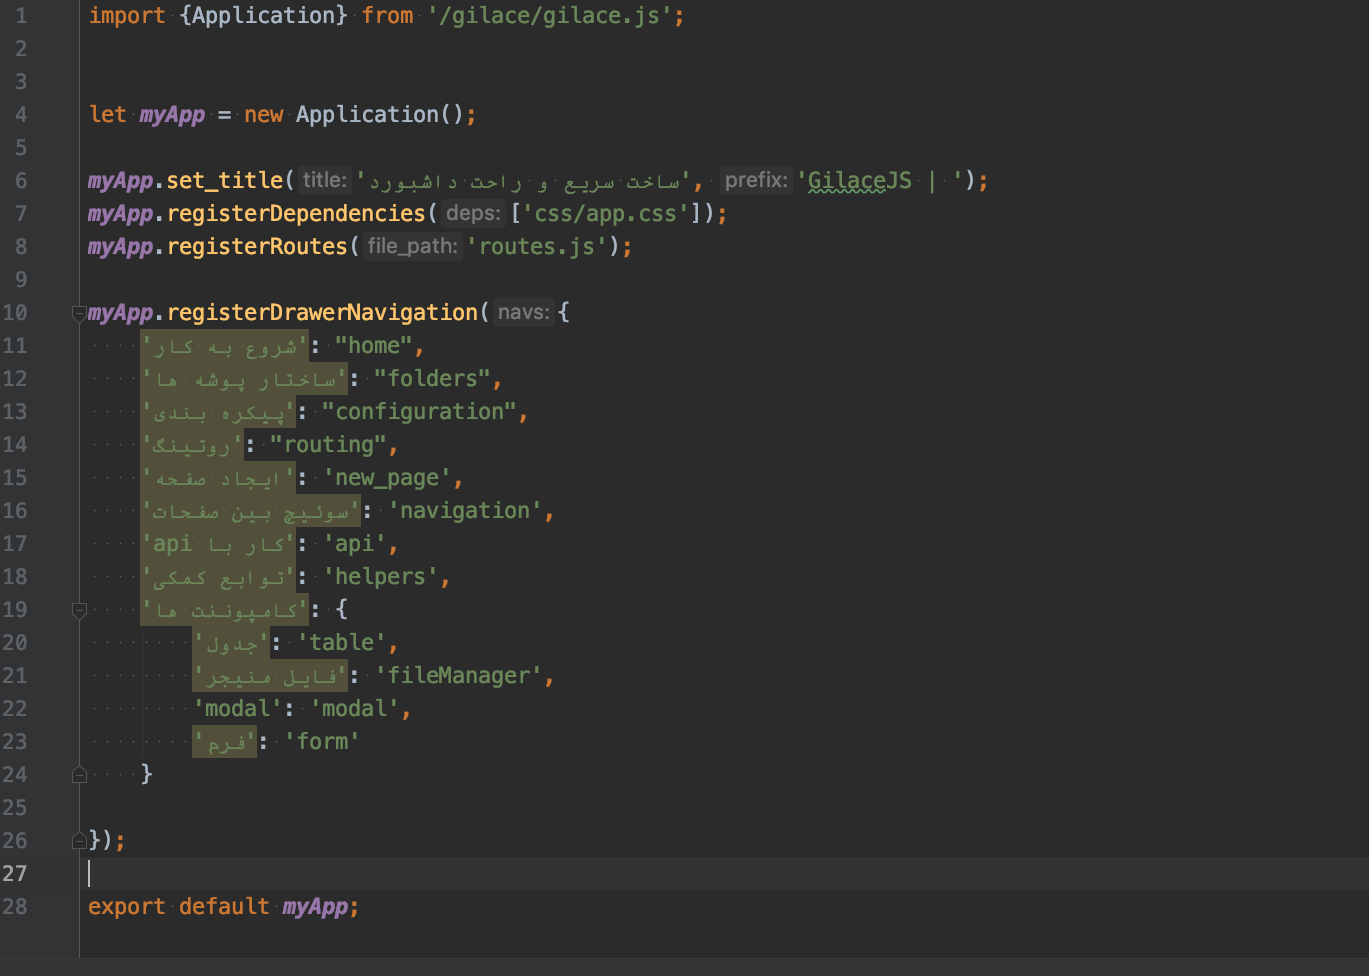 1 import {Application} from '/gilace/gilace.js';
2
3
4 let myApp = new Application();
5
6 myApp.set_title( title: 'ساخت سریع و راحت داشبورد', prefix: 'GilaceJS | ');
7 myApp.registerDependencies( deps: ['css/app.css']);
8 myApp.registerRoutes( file_path: 'routes.js');
9
10 myApp.registerDrawerNavigation( navs: {
11     'شروع به کار': "home",
12     'ساختار پوشه ها': "folders",
13     'پیکره بندی': "configuration",
14     'روتینگ': "routing",
15     'ایجاد صفحه': 'new_page',
16     'سوئیچ بین صفحات': 'navigation',
17     'کار با api': 'api',
18     'توابع کمکی': 'helpers',
19     'کامپوننت ها': {
20         'جدول': 'table',
21         'فایل منیجر': 'fileManager',
22         'modal': 'modal',
23         'فرم': 'form'
24     }
25
26 });
27
28 export default myApp;